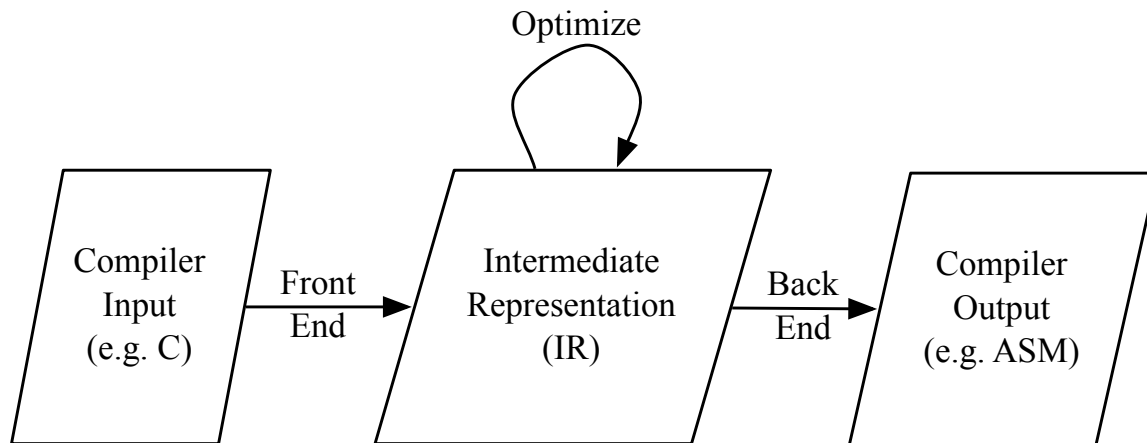 Optimize
Compiler
Input
(e.g. C)
Front
End
Intermediate
Representation
(IR)
Back
End
Compiler
Output
(e.g. ASM)